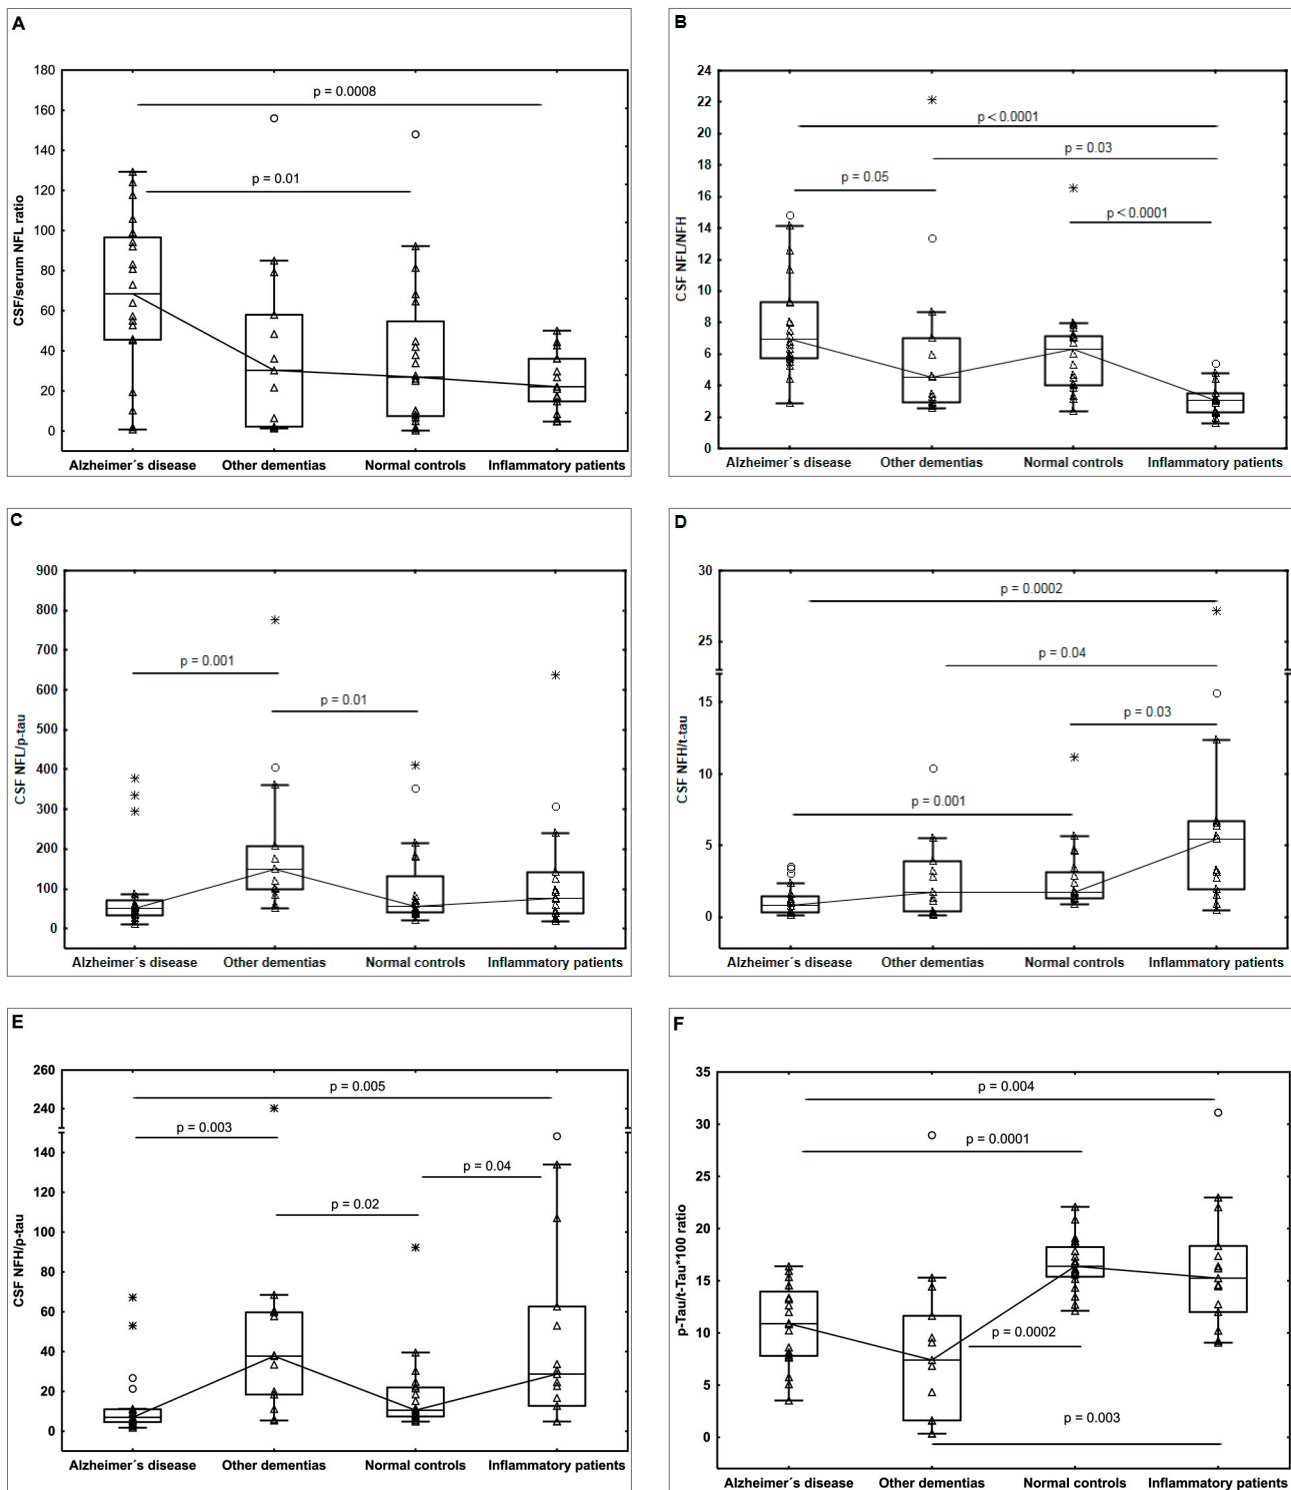 A
CSF/serum NFL ratio
180
160
140
120
100
80
60
40
20
0
p = 0.0008
p = 0.01
Alzheimer´s disease Other dementias Normal controls Inflammatory patients
B
CSF NFL/NFH
24
22
20
18
16
14
12
10
8
6
4
2
0
p < 0.0001
p = 0.03
p = 0.05
p < 0.0001
Alzheimer´s disease Other dementias Normal controls Inflammatory patients
C
CSF NFL/p-tau
900
800
700
600
500
400
300
200
100
0
p = 0.001
p = 0.01
Alzheimer´s disease Other dementias Normal controls Inflammatory patients
D
CSF NFH/t-tau
30
25
15
10
5
0
p = 0.0002
p = 0.04
p = 0.03
p = 0.001
Alzheimer´s disease Other dementias Normal controls Inflammatory patients
E
CSF NFH/p-tau
260
240
140
120
100
80
60
40
20
0
p = 0.005
p = 0.003
p = 0.04
p = 0.02
Alzheimer´s disease Other dementias Normal controls Inflammatory patients
F
p-Tau/t-Tau*100 ratio
35
30
25
20
15
10
5
0
p = 0.004
p = 0.0001
p = 0.0002
p = 0.003
Alzheimer´s disease Other dementias Normal controls Inflammatory patients